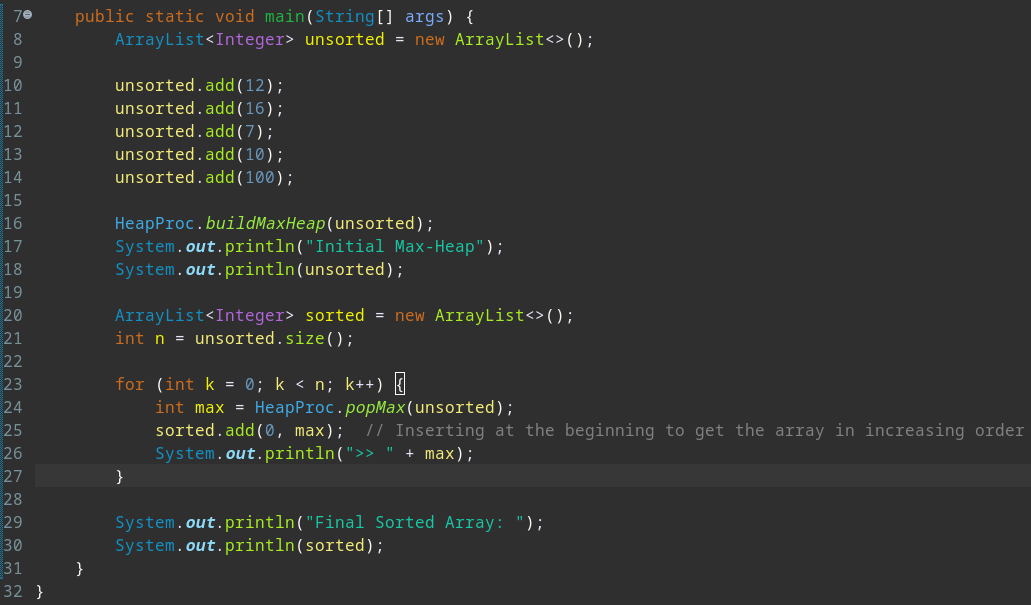 7 public static void main(String[] args) {
8 ArrayList<Integer> unsorted = new ArrayList<>();
9
10 unsorted.add(12);
11 unsorted.add(16);
12 unsorted.add(7);
13 unsorted.add(10);
14 unsorted.add(100);
15
16 HeapProc.buildMaxHeap(unsorted);
17 System.out.println("Initial Max-Heap");
18 System.out.println(unsorted);
19
20 ArrayList<Integer> sorted = new ArrayList<>();
21 int n = unsorted.size();
22
23 for (int k = 0; k < n; k++) {
24 int max = HeapProc.popMax(unsorted);
25 sorted.add(0, max);  // Inserting at the beginning to get the array in increasing order
26 System.out.println(">> " + max);
27 }
28
29 System.out.println("Final Sorted Array: ");
30 System.out.println(sorted);
31 }
32 }